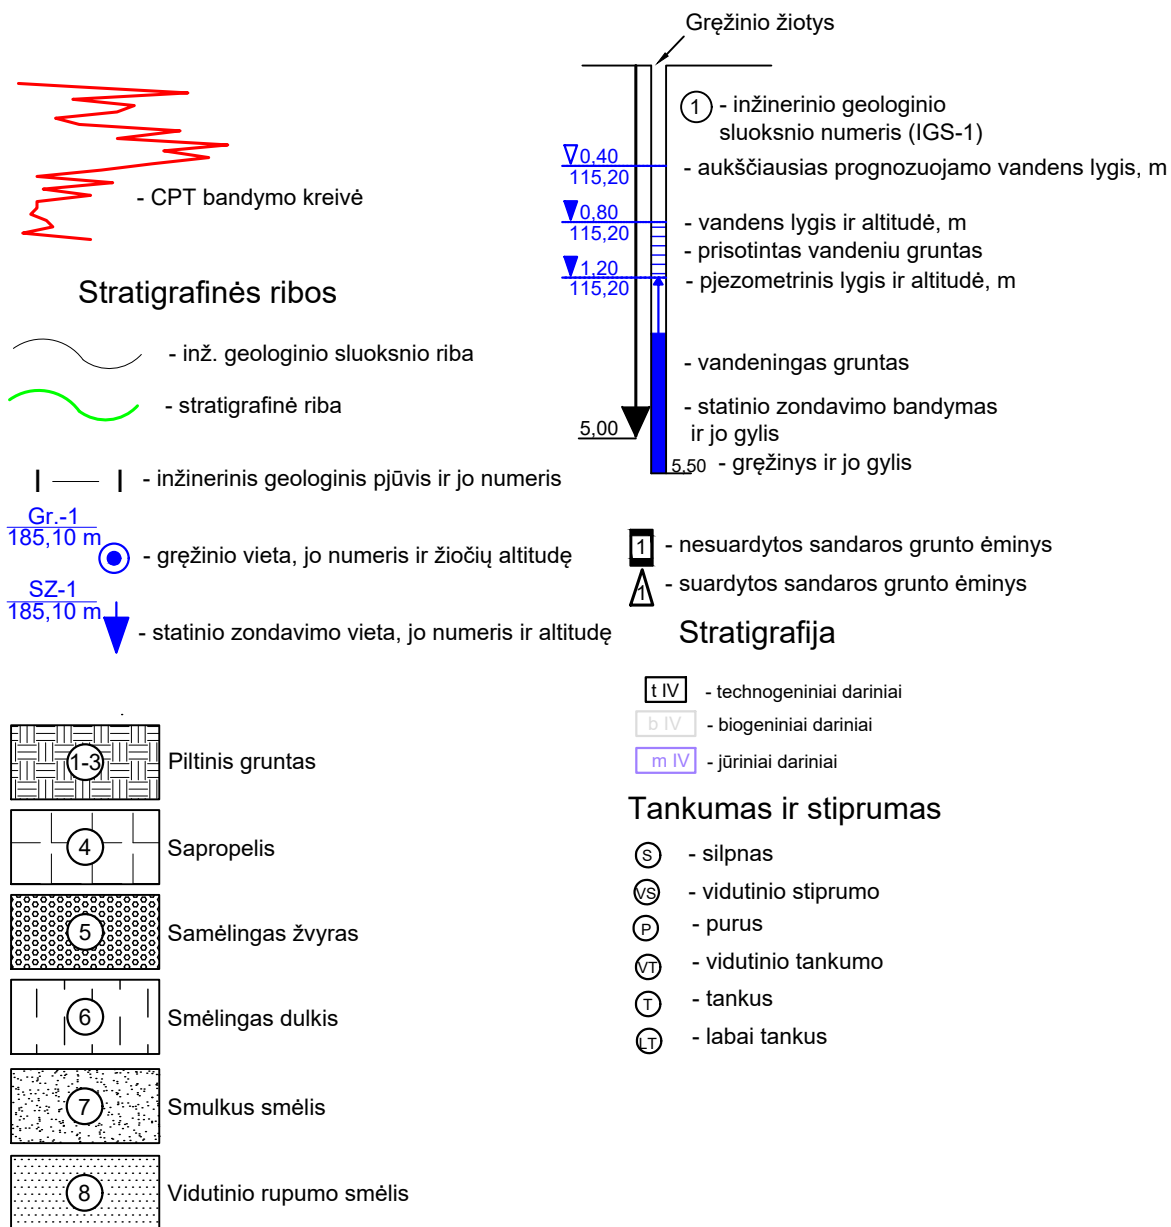 Gręžinio žiotys
1 - inžinerinio geologinio
sluoksnio numeris (IGS-1)
0,40
115,20
- aukščiausias prognozuojamo vandens lygis, m
0,80
115,20
- vandens lygis ir altitudė, m
- prisotintas vandeniu gruntas
1,20
115,20
- pjezometrinis lygis ir altitudė, m
- vandeningas gruntas
- statinio zondavimo bandymas
ir jo gylis
5,00
5.50 - gręžinys ir jo gylis
- CPT bandymo kreivė
Stratigrafinės ribos
- inž. geologinio sluoksnio riba
- stratigrafinė riba
- inžinerinis geologinis pjūvis ir jo numeris
Gr.-1
185,10 m
- gręžinio vieta, jo numeris ir žiočių altitudę
SZ-1
185,10 m
- statinio zondavimo vieta, jo numeris ir altitudę
1 - nesuardytos sandaros grunto ėminys
1 - suardytos sandaros grunto ėminys
Stratigrafija
t IV - technogeniniai dariniai
b IV - biogeniniai dariniai
m IV - jūriniai dariniai
Tankumas ir stiprumas
S - silpnas
VS - vidutinio stiprumo
P - purus
VT - vidutinio tankumo
T - tankus
LT - labai tankus
1-3 Piltinis gruntas
4 Sapropelis
5 Samėlingas žvyras
6 Smėlingas dulkis
7 Smulkus smėlis
8 Vidutinio rupumo smėlis